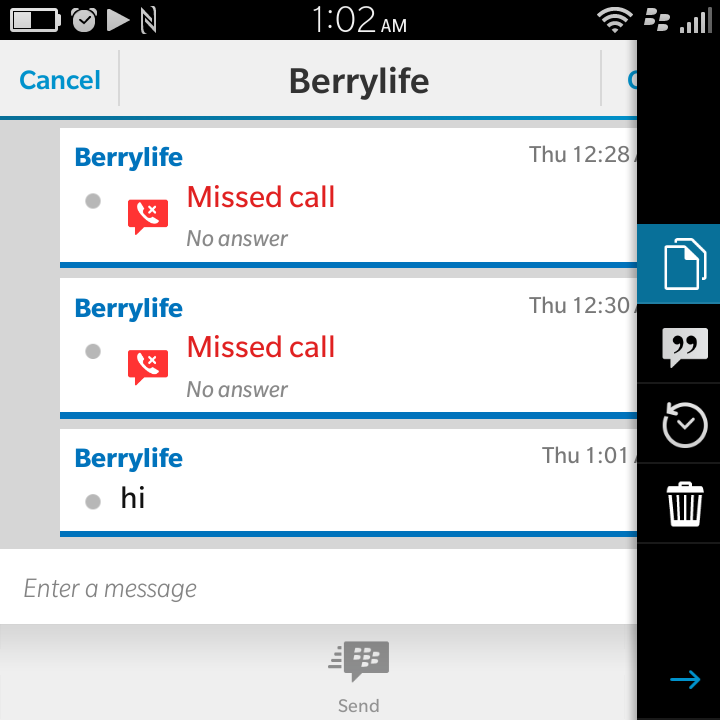 1:02 AM
Cancel
Berrylife
Berrylife
Thu 12:28
Missed call
No answer
Berrylife
Thu 12:30
Missed call
No answer
Berrylife
Thu 1:01
hi
Enter a message
Send